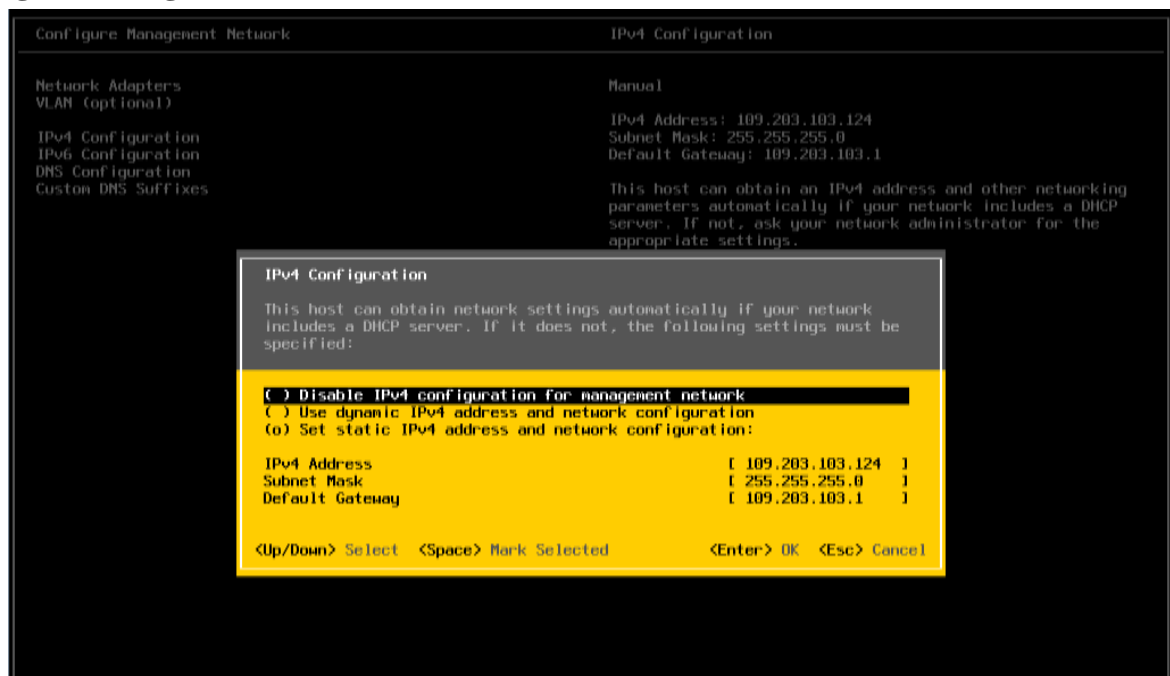 Configure Management Network
IPv4 Configuration
Network Adapters
VLAN (optional)
IPv4 Configuration
IPv6 Configuration
DNS Configuration
Custom DNS Suffixes
Manual
IPv4 Address: 109.203.103.124
Subnet Mask: 255.255.255.0
Default Gateway: 109.203.103.1
This host can obtain an IPv4 address and other networking
parameters automatically if your network includes a DHCP
server. If not, ask your network administrator for the
appropriate settings.
IPv4 Configuration
This host can obtain network settings automatically if your network
includes a DHCP server. If it does not, the following settings must be
specified:
( ) Disable IPv4 configuration for management network
( ) Use dynamic IPv4 address and network configuration
(o) Set static IPv4 address and network configuration:
IPv4 Address [ 109.203.103.124 ]
Subnet Mask [ 255.255.255.0 ]
Default Gateway [ 109.203.103.1 ]
<Up/Down> Select <Space> Mark Selected <Enter> OK <Esc> Cancel